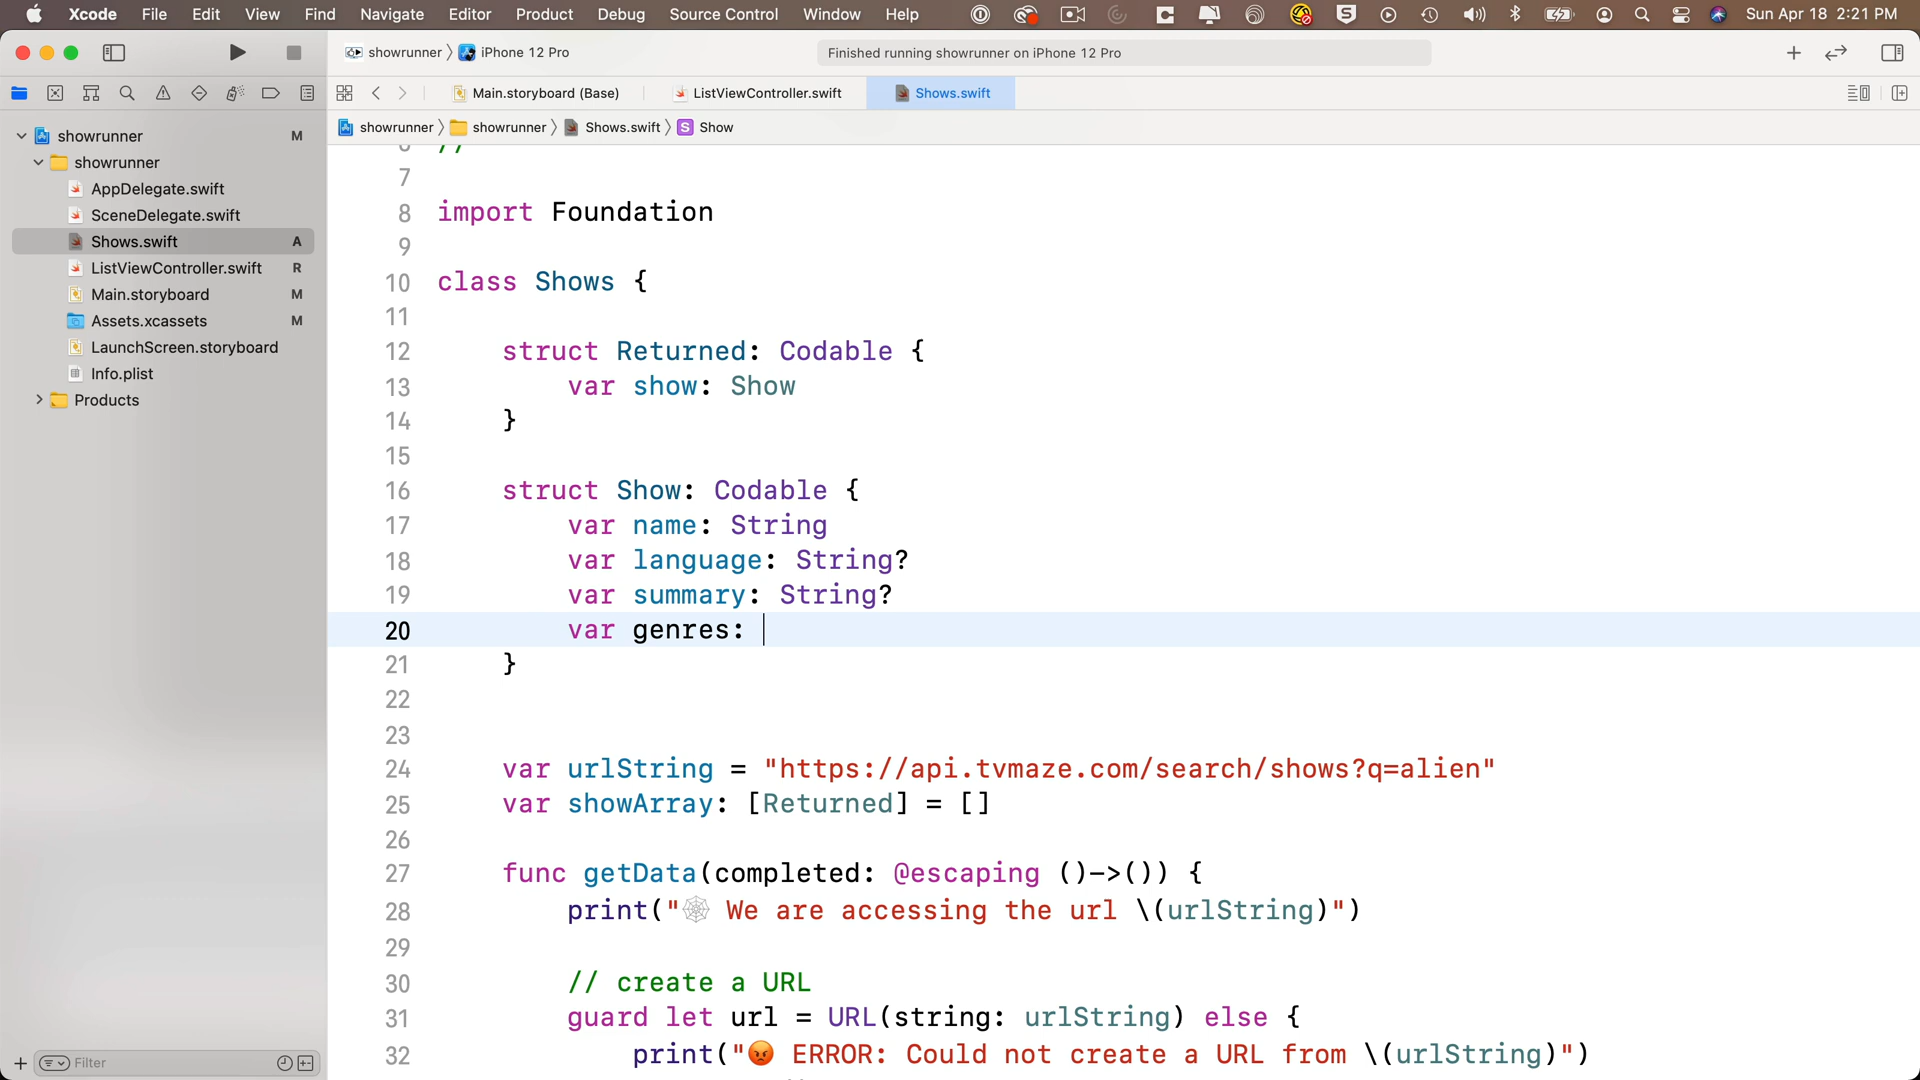 Xcode File Edit View Find Navigate Editor Product Debug Source Control Window Help Sun Apr 18 2:21 PM
showrunner iPhone 12 Pro
Finished running showrunner on iPhone 12 Pro
Main.storyboard (Base) ListViewController.swift Shows.swift
showrunner showrunner Shows.swift S Show
showrunner M
showrunner
AppDelegate.swift
SceneDelegate.swift
Shows.swift A
ListViewController.swift R
Main.storyboard M
Assets.xcassets M
LaunchScreen.storyboard
Info.plist
Products
Filter
6 //
7
8 import Foundation
9
10 class Shows {
11
12 struct Returned: Codable {
13 var show: Show
14 }
15
16 struct Show: Codable {
17 var name: String
18 var language: String?
19 var summary: String?
20 var genres:
21 }
22
23
24 var urlString = "https://api.tvmaze.com/search/shows?q=alien"
25 var showArray: [Returned] = []
26
27 func getData(completed: @escaping ()->()) {
28 print("🕸 We are accessing the url \(urlString)")
29
30 // create a URL
31 guard let url = URL(string: urlString) else {
32 print("😡 ERROR: Could not create a URL from \(urlString)")